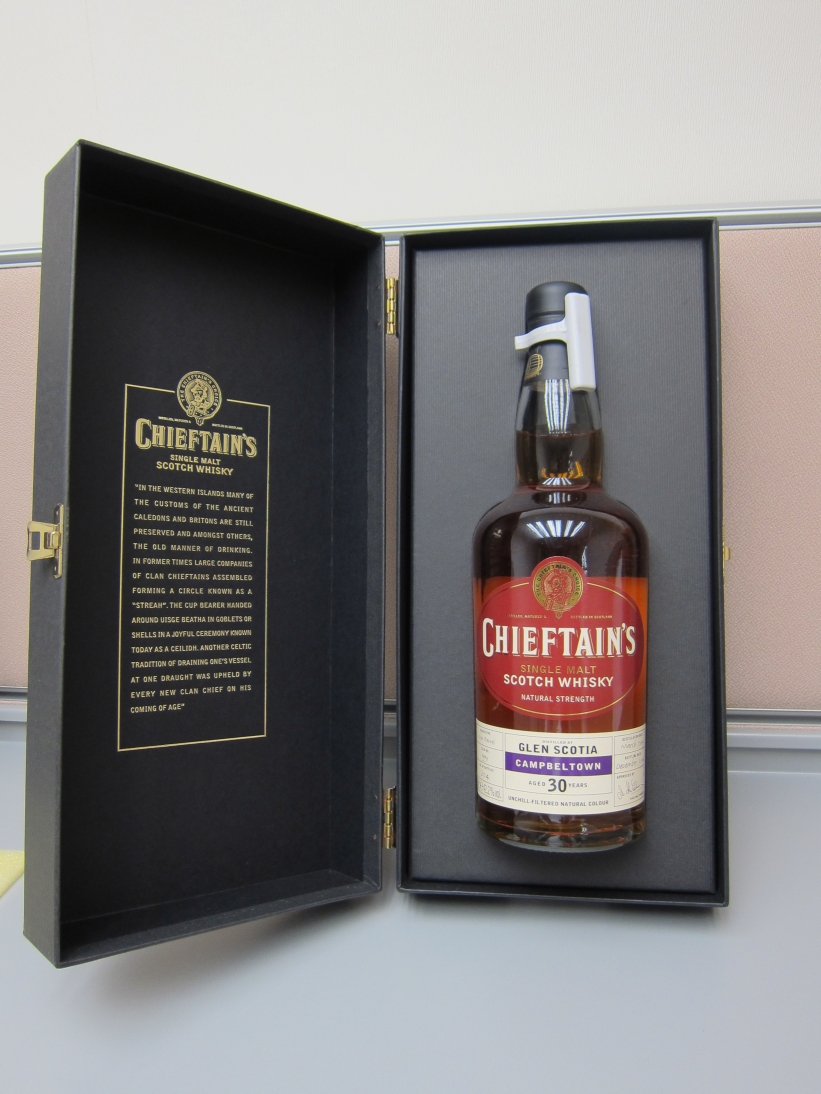 CHIEFTAIN'S
SINGLE MALT
SCOTCH WHISKY
"IN THE WESTERN ISLANDS MANY OF
THE CUSTOMS OF THE ANCIENT
CALEDONS AND BRITONS ARE STILL
PRESERVED AND AMONGST OTHERS,
THE OLD MANNER OF DRINKING.
IN FORMER TIMES LARGE COMPANIES
OF CLAN CHIEFTAINS ASSEMBLED
FORMING A CIRCLE KNOWN AS A
"STREAH". THE CUP BEARER HANDED
AROUND UISGE BEATHA IN GOBLETS OR
SHELLS IN A JOYFUL CEREMONY KNOWN
TODAY AS A CEILIDH. ANOTHER CELTIC
TRADITION OF DRAINING ONE'S VESSEL
AT ONE DRAUGHT WAS UPHELD BY
EVERY NEW CLAN CHIEF ON HIS
COMING OF AGE"
CHIEFTAIN'S
SINGLE MALT
SCOTCH WHISKY
NATURAL STRENGTH
DISTILLED BY
GLEN SCOTIA
CAMPBELTOWN
AGED 30 YEARS
UNCHILL-FILTERED NATURAL COLOUR